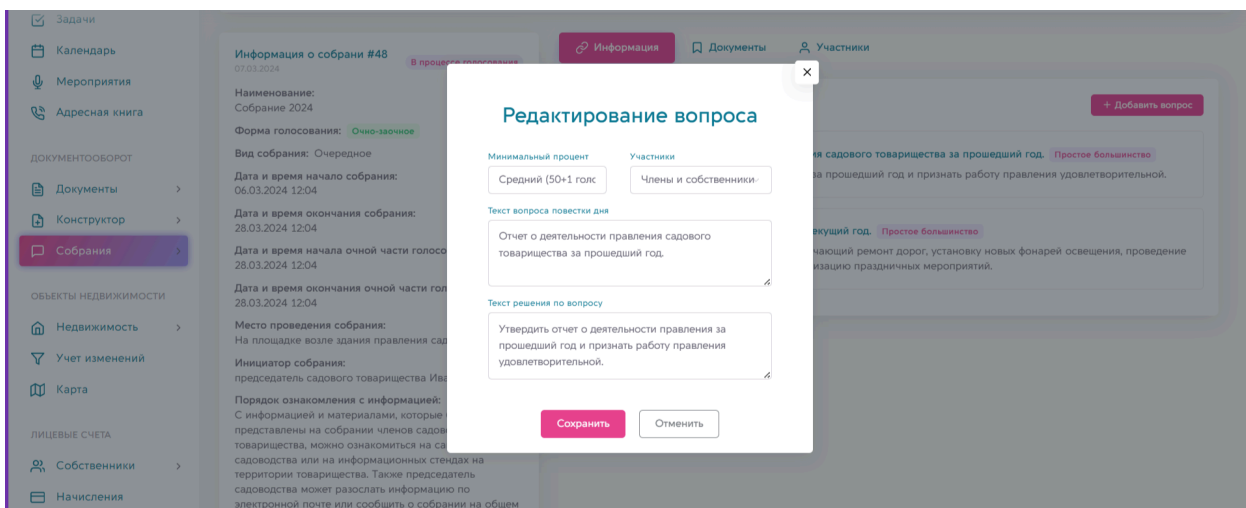 Задачи
Календарь
Мероприятия
Адресная книга
ДОКУМЕНТООБОРОТ
Документы
Конструктор
Собрания
ОБЪЕКТЫ НЕДВИЖИМОСТИ
Недвижимость
Учет изменений
Карта
ЛИЦЕВЫЕ СЧЕТА
Собственники
Начисления
Информация о собрани #48
07.03.2024
В процессе голосования
Наименование:
Собрание 2024
Форма голосования: Очно-заочное
Вид собрания: Очередное
Дата и время начало собрания:
06.03.2024 12:04
Дата и время окончания собрания:
28.03.2024 12:04
Дата и время начала очной части голосо
28.03.2024 12:04
Дата и время окончания очной части гол
28.03.2024 12:04
Место проведения собрания:
На площадке возле здания правления сад
Инициатор собрания:
председатель садового товарищества Ива
Порядок ознакомления с информацией:
С информацией и материалами, которые
представлены на собрании членов садов
товарищества, можно ознакомиться на са
садоводства или на информационных стендах на
территории товарищества. Также председатель
садоводства может разослать информацию по
электронной почте или сообщить о собрании на общем
Информация
Документы
Участники
+ Добавить вопрос
ия садового товарищества за прошедший год. Простое большинство
за прошедший год и признать работу правления удовлетворительной.
екущий год. Простое большинство
чающий ремонт дорог, установку новых фонарей освещения, проведение
изацию праздничных мероприятий.
Редактирование вопроса
Минимальный процент
Участники
Средний (50+1 голс
Члены и собственники
Текст вопроса повестки дня
Отчет о деятельности правления садового
товарищества за прошедший год.
Текст решения по вопросу
Утвердить отчет о деятельности правления за
прошедший год и признать работу правления
удовлетворительной.
Сохранить
Отменить